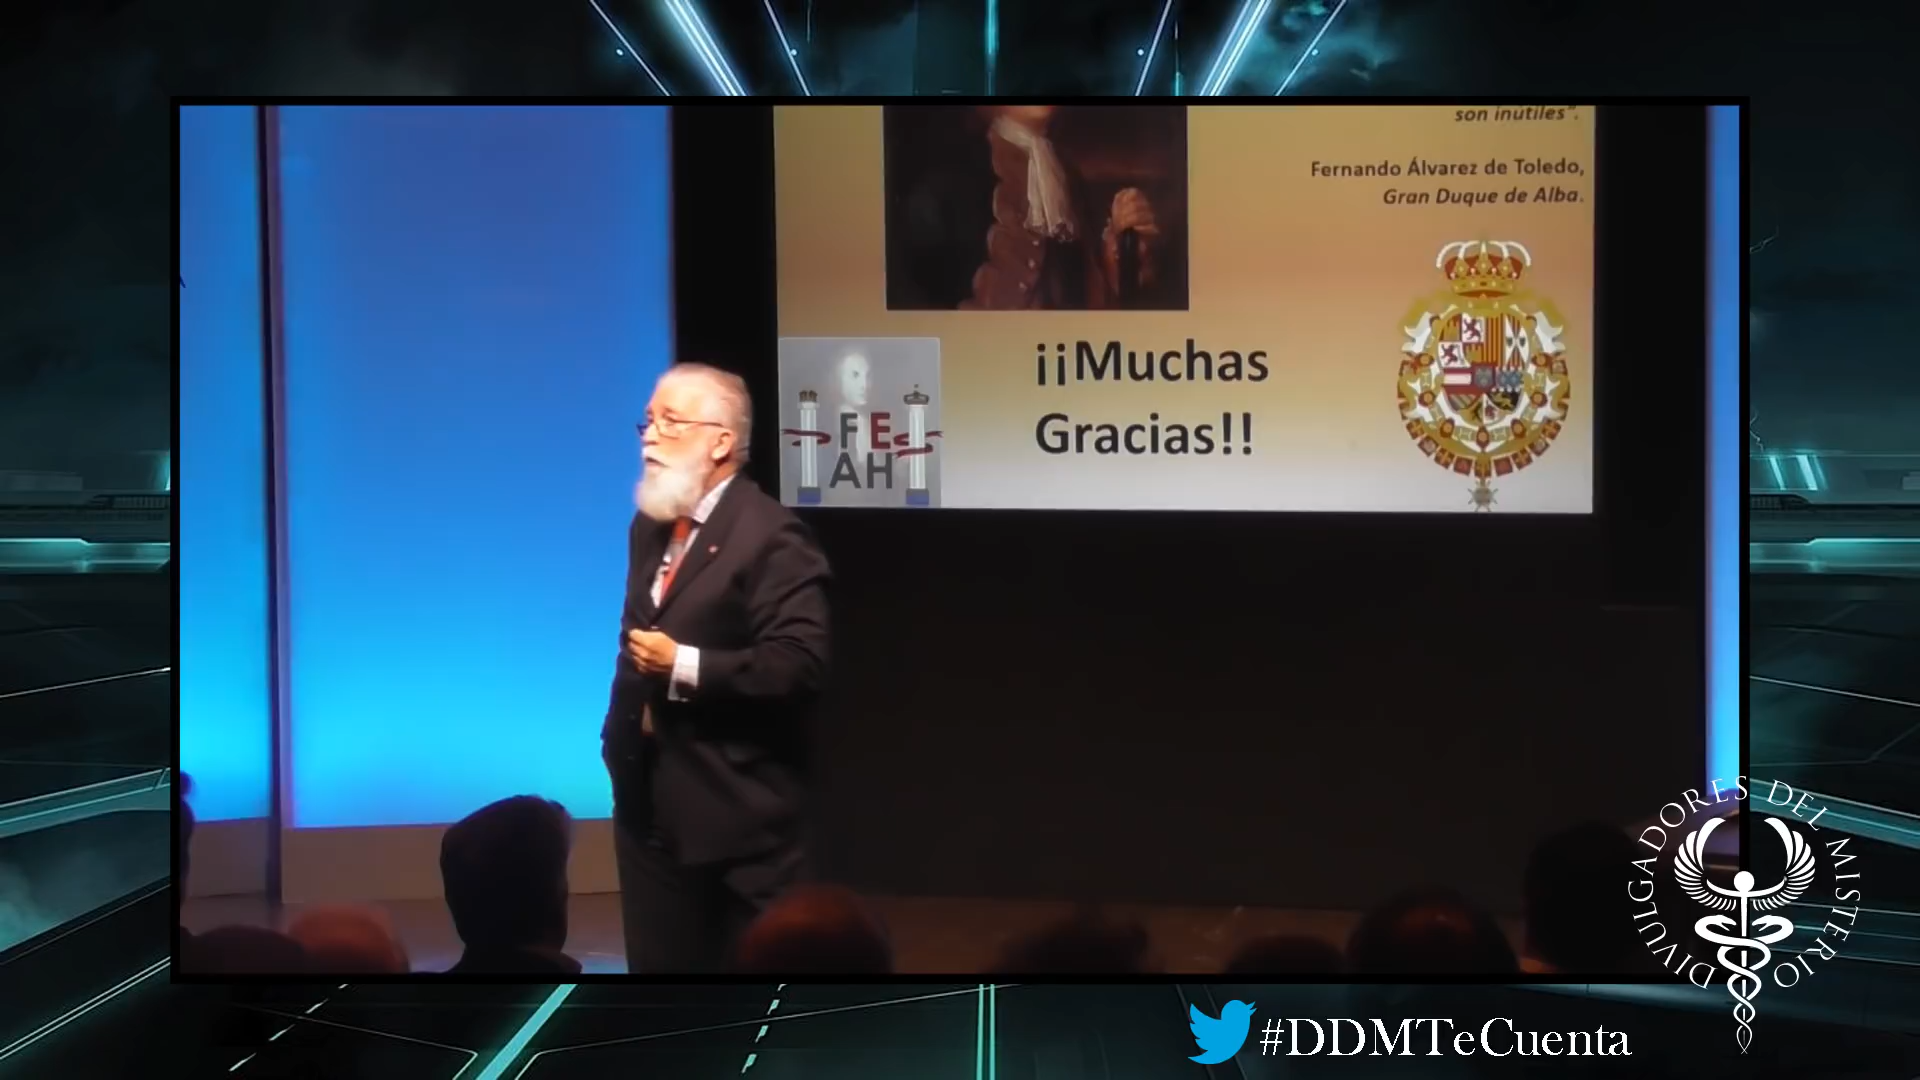 son inútiles”.
Fernando Álvarez de Toledo,
Gran Duque de Alba.
¡¡Muchas
Gracias!!
FE
AH
DIVULGADORES DEL MISTERIO
#DDMTeCuenta